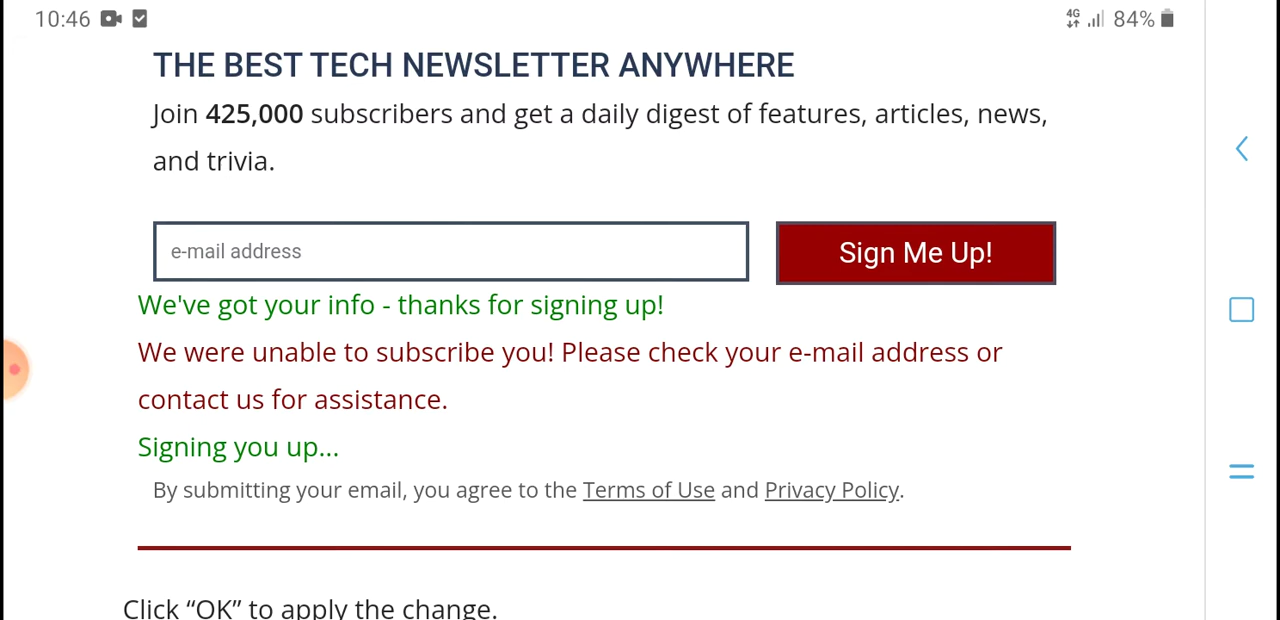 10:46
4G 84%
THE BEST TECH NEWSLETTER ANYWHERE
Join 425,000 subscribers and get a daily digest of features, articles, news,
and trivia.
e-mail address
Sign Me Up!
We've got your info - thanks for signing up!
We were unable to subscribe you! Please check your e-mail address or
contact us for assistance.
Signing you up...
By submitting your email, you agree to the Terms of Use and Privacy Policy.
Click “OK” to apply the change.